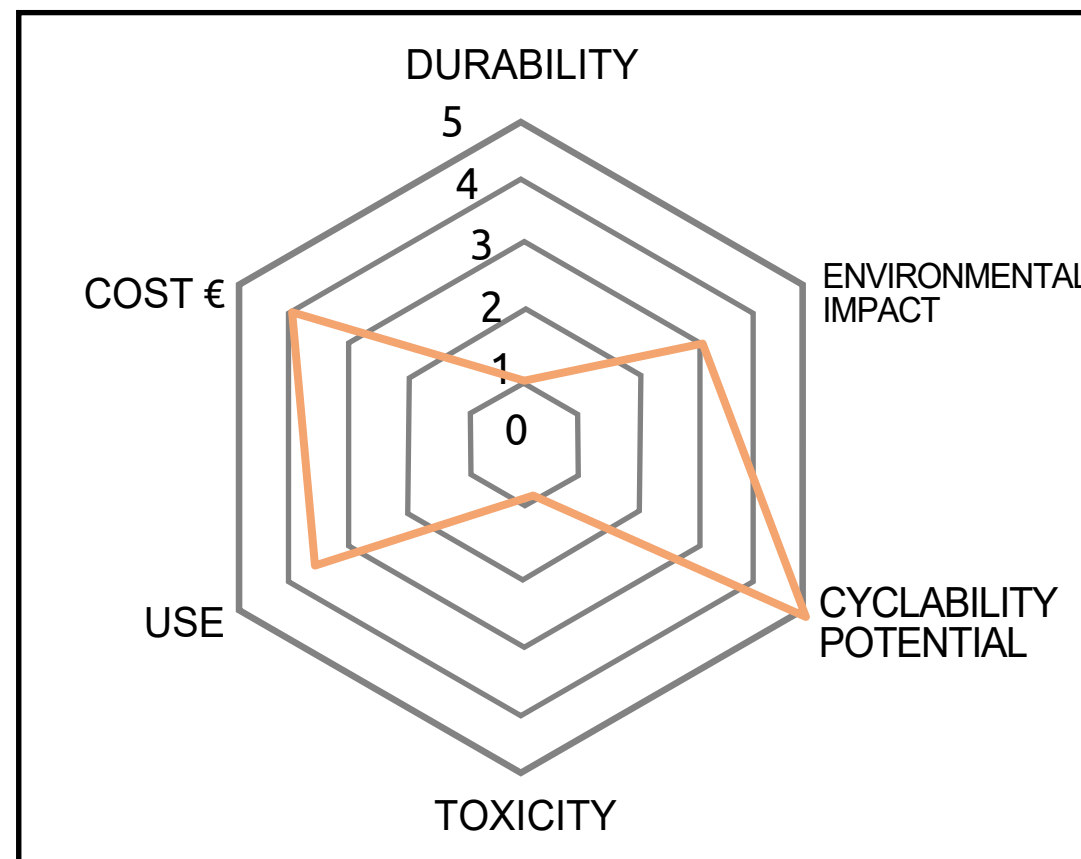 DURABILITY
5
4
3
2
1
0
COST €
ENVIRONMENTAL
IMPACT
USE
CYCLABILITY
POTENTIAL
TOXICITY